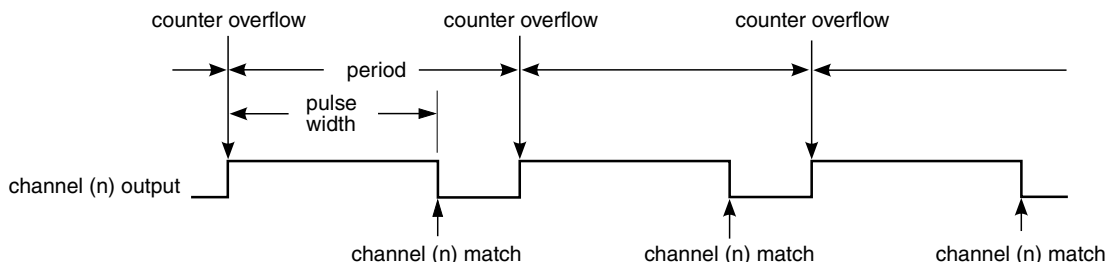 counter overflow
counter overflow
counter overflow
period
pulse
width
channel (n) output
channel (n) match
channel (n) match
channel (n) match